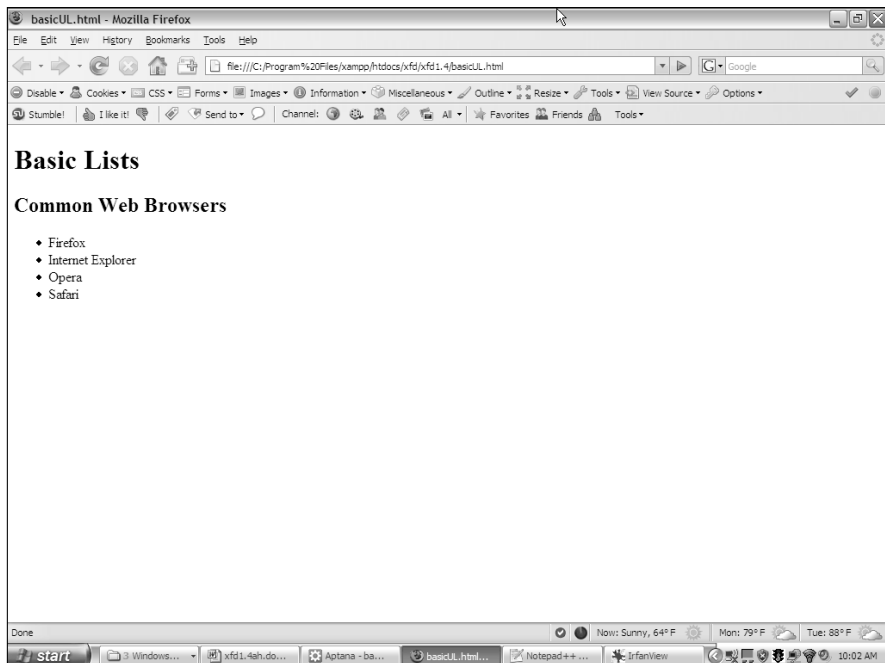 basicUL.html - Mozilla Firefox
File Edit View History Bookmarks Tools Help
file:///C:/Program%20Files/xampp/htdocs/xfd/xfd1.4/basicUL.html G Google
Disable Cookies CSS Forms Images Information Miscellaneous Outline Resize Tools View Source Options
Stumble! I like it! Send to Channel: All Favorites Friends Tools
Basic Lists
Common Web Browsers
Firefox
Internet Explorer
Opera
Safari
Done Now: Sunny, 64° F Mon: 79° F Tue: 88° F
start 3 Windows... xfd1.4ah.do... Aptana - ba... basicUL.html... Notepad++ ... IrfanView 10:02 AM